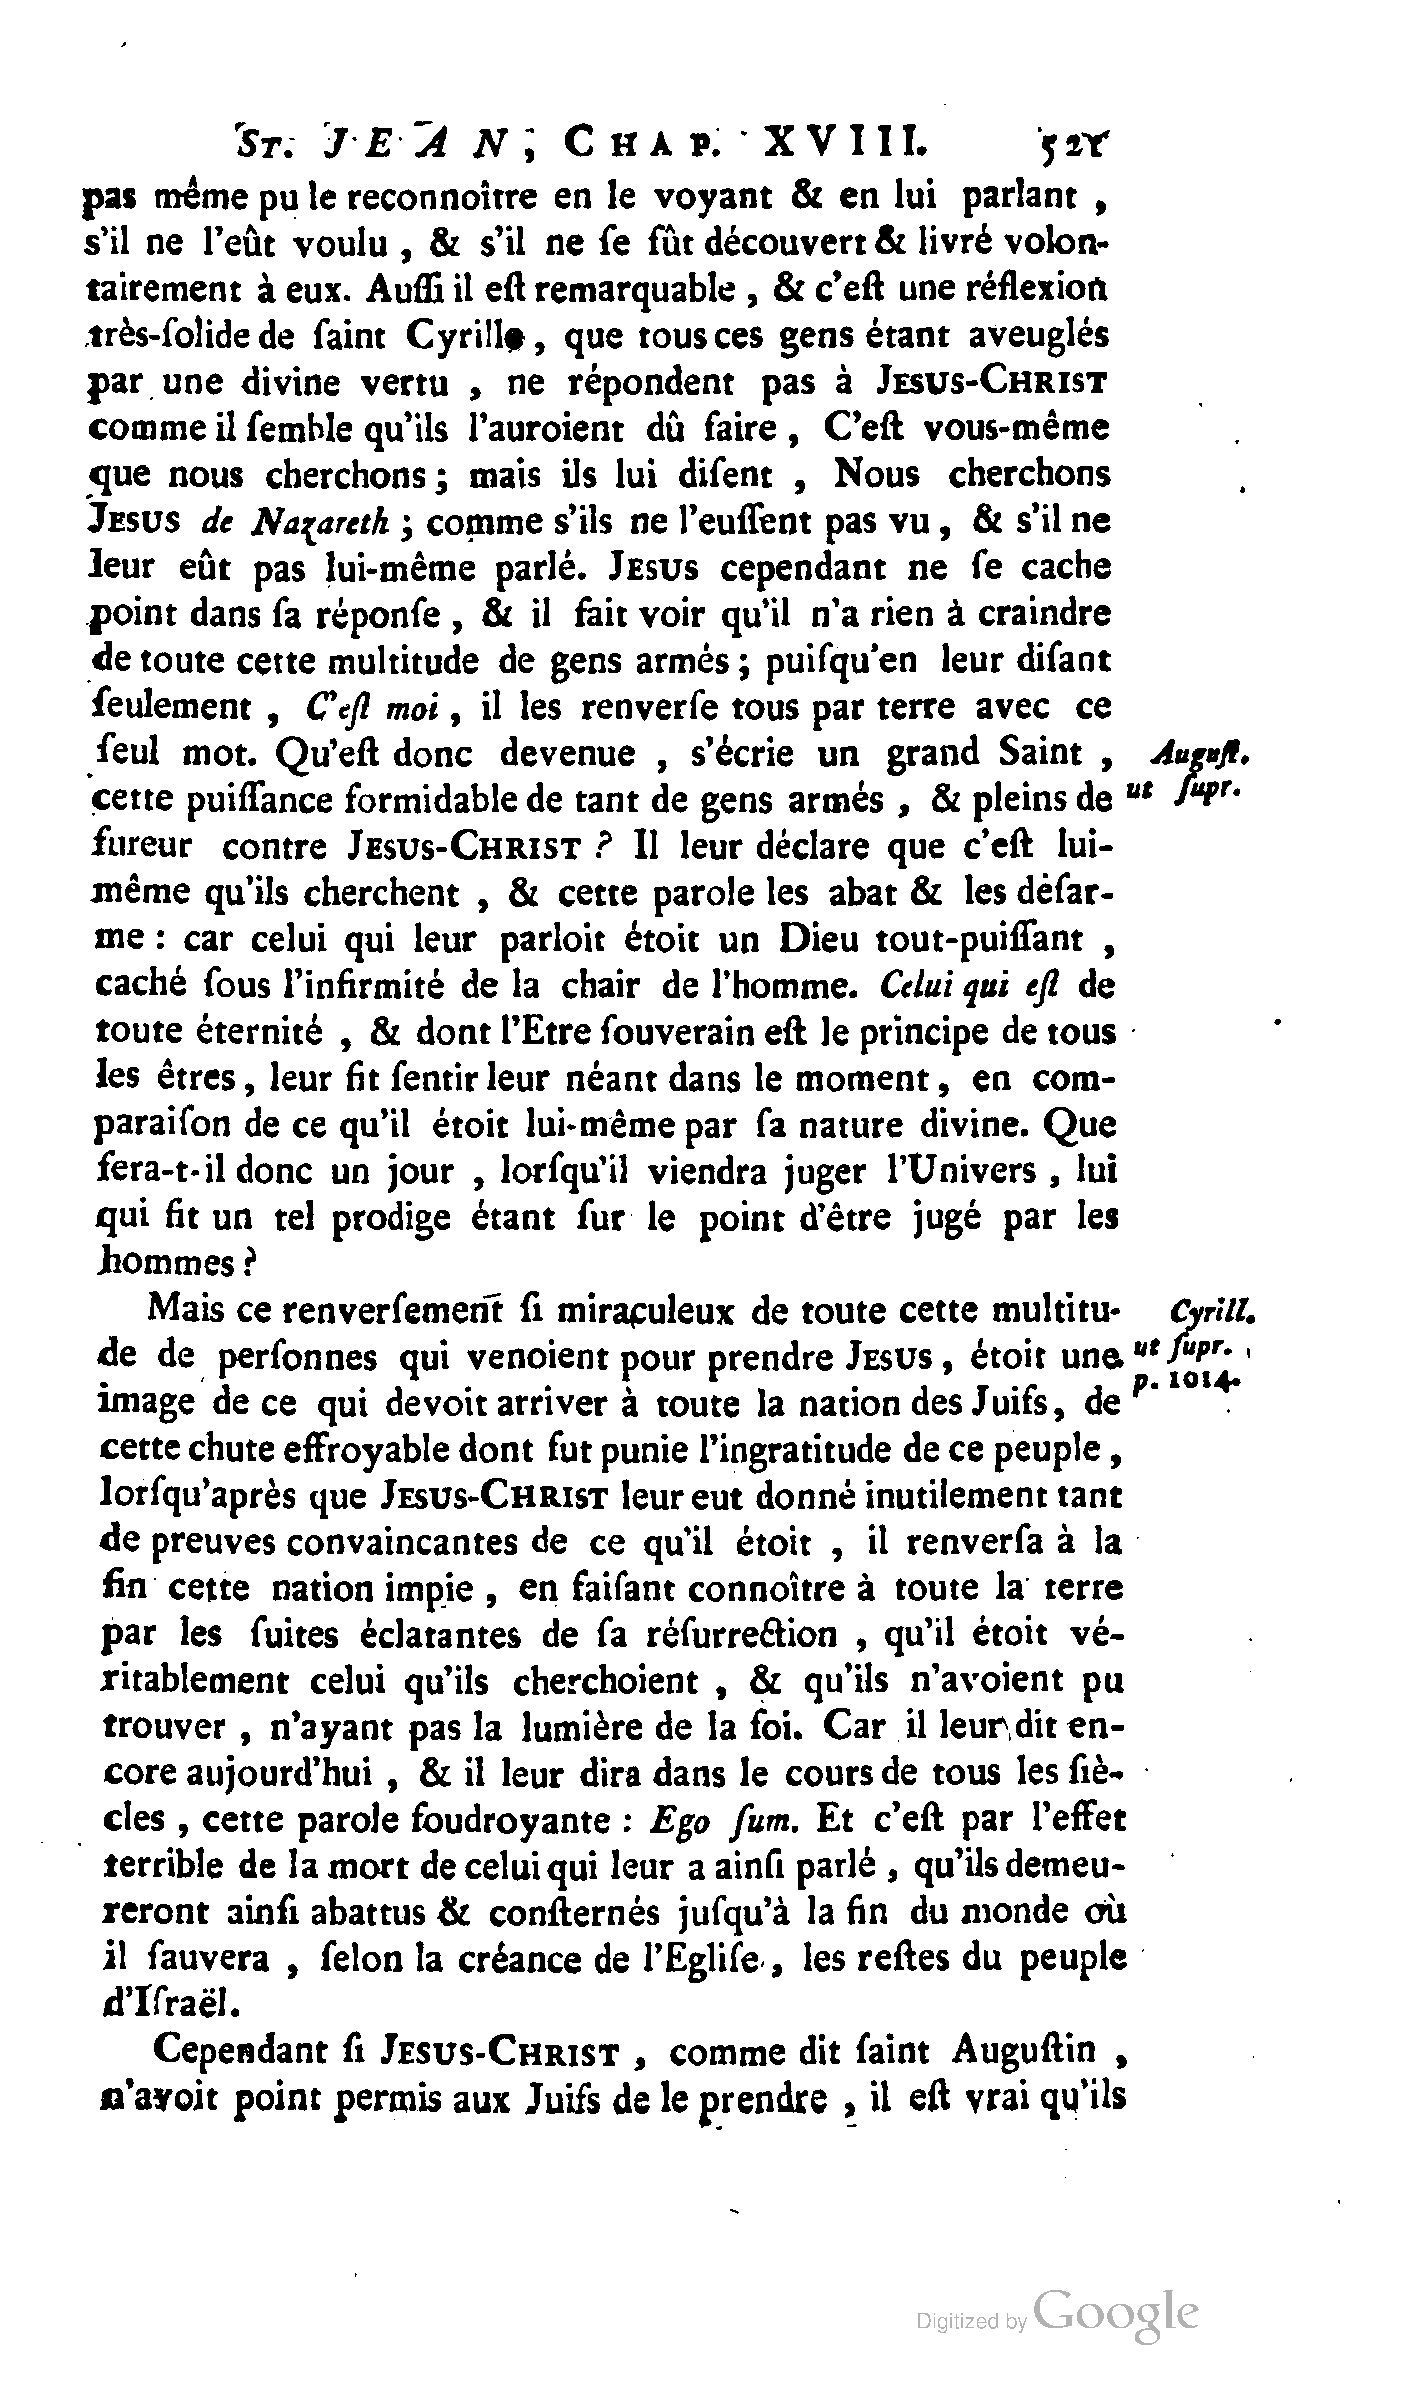 ST. JEAN, CHAP. XVIII. 521
pas même pu le reconnoître en le voyant & en lui parlant ,
s'il ne l'eût voulu , & s'il ne ſe fût découvert & livré volon-
tairement à eux. Auſſi il eſt remarquable , & c'eſt une réflexion
très-ſolide de ſaint Cyrille , que tous ces gens étant aveuglés
par une divine vertu , ne répondent pas à JESUS-CHRIST
comme il ſemble qu'ils l'auroient dû faire , C'eſt vous-même
que nous cherchons ; mais ils lui diſent , Nous cherchons
JESUS de Nazareth ; comme s'ils ne l'euſſent pas vu , & s'il ne
leur eût pas lui-même parlé. JESUS cependant ne ſe cache
point dans ſa réponſe , & il fait voir qu'il n'a rien à craindre
de toute cette multitude de gens armés ; puiſqu'en leur diſant
ſeulement , C'eſt moi , il les renverſe tous par terre avec ce
ſeul mot. Qu'eſt donc devenue , s'écrie un grand Saint ,
Auguſt.
cette puiſſance formidable de tant de gens armés , & pleins de
ut ſupr.
fureur contre JESUS-CHRIST ? Il leur déclare que c'eſt lui-
même qu'ils cherchent , & cette parole les abat & les déſar-
me : car celui qui leur parloit étoit un Dieu tout-puiſſant ,
caché ſous l'infirmité de la chair de l'homme. Celui qui eſt de
toute éternité , & dont l'Etre ſouverain eſt le principe de tous
les êtres , leur fit ſentir leur néant dans le moment , en com-
paraiſon de ce qu'il étoit lui-même par ſa nature divine. Que
fera-t-il donc un jour , lorſqu'il viendra juger l'Univers , lui
qui fit un tel prodige étant ſur le point d'être jugé par les
hommes ?
Mais ce renverſement ſi miraculeux de toute cette multitu-
Cyrill.
de de perſonnes qui venoient pour prendre JESUS , étoit une
ut ſupr.
image de ce qui devoit arriver à toute la nation des Juifs, de
p. 1014.
cette chute effroyable dont fut punie l'ingratitude de ce peuple ,
lorſqu'après que JESUS-CHRIST leur eut donné inutilement tant
de preuves convaincantes de ce qu'il étoit , il renverſa à la
fin cette nation impie , en faiſant connoître à toute la terre
par les ſuites éclatantes de ſa réſurrection , qu'il étoit vé-
ritablement celui qu'ils cherchoient , & qu'ils n'avoient pu
trouver , n'ayant pas la lumière de la foi. Car il leur dit en-
core aujourd'hui , & il leur dira dans le cours de tous les ſiè-
cles , cette parole foudroyante : Ego ſum. Et c'eſt par l'effet
terrible de la mort de celui qui leur a ainſi parlé , qu'ils demeu-
reront ainſi abattus & conſternés juſqu'à la fin du monde où
il ſauvera , ſelon la créance de l'Egliſe , les reſtes du peuple
d'Iſraël.
Cependant ſi JESUS-CHRIST , comme dit ſaint Auguſtin ,
n'avoit point permis aux Juifs de le prendre , il eſt vrai qu'ils
Digitized by Google